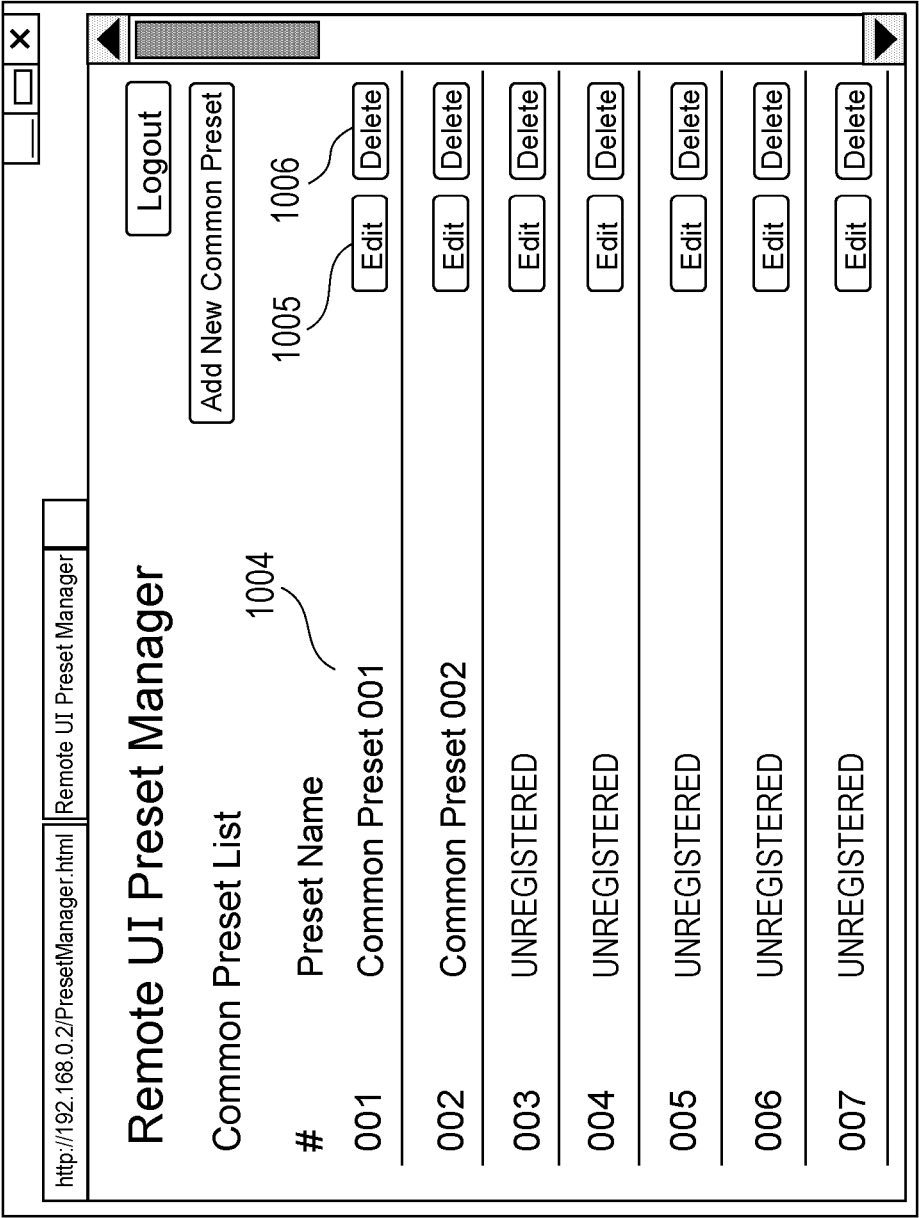 http://192.168.0.2/PresetManager.html Remote UI Preset Manager
Remote UI Preset Manager
Logout
Common Preset List
Add New Common Preset
1004
1005
1006
# Preset Name
001 Common Preset 001 Edit Delete
002 Common Preset 002 Edit Delete
003 UNREGISTERED Edit Delete
004 UNREGISTERED Edit Delete
005 UNREGISTERED Edit Delete
006 UNREGISTERED Edit Delete
007 UNREGISTERED Edit Delete